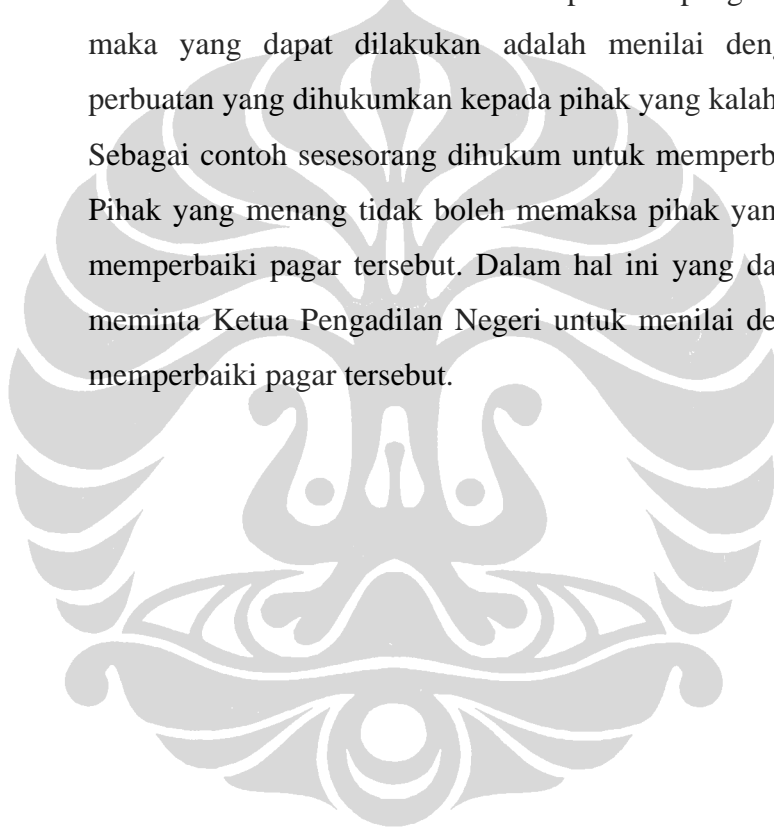 maka yang dapat dilakukan adalah menilai deng
perbuatan yang dihukumkan kepada pihak yang kalah
Sebagai contoh sesesorang dihukum untuk memperb
Pihak yang menang tidak boleh memaksa pihak yan
memperbaiki pagar tersebut. Dalam hal ini yang da
meminta Ketua Pengadilan Negeri untuk menilai de
memperbaiki pagar tersebut.